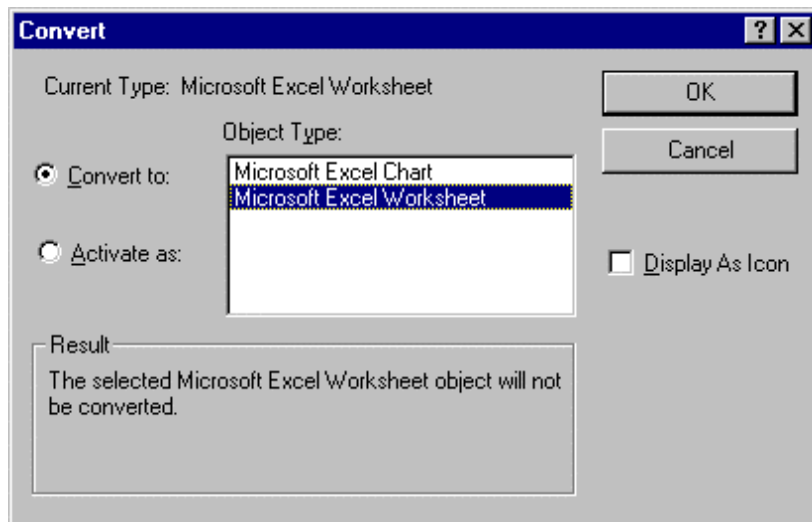 Convert
Current Type: Microsoft Excel Worksheet
OK
Object Type:
Cancel
Convert to:
Microsoft Excel Chart
Microsoft Excel Worksheet
Activate as:
Display As Icon
Result
The selected Microsoft Excel Worksheet object will not
be converted.